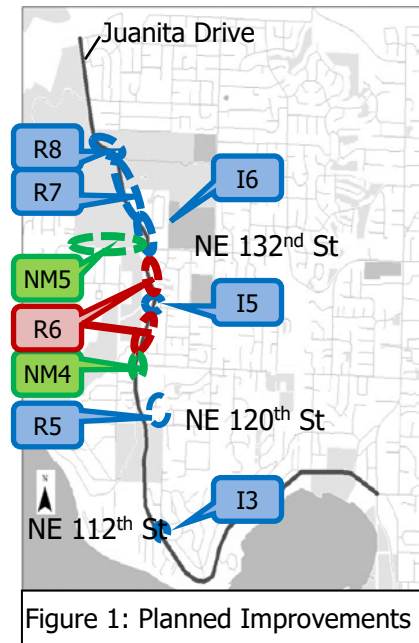 Juanita Drive
R8
R7
I6
NE 132nd St
NM5
R6
I5
NM4
R5
NE 120th St
N
I3
NE 112th St
Figure 1: Planned Improvements